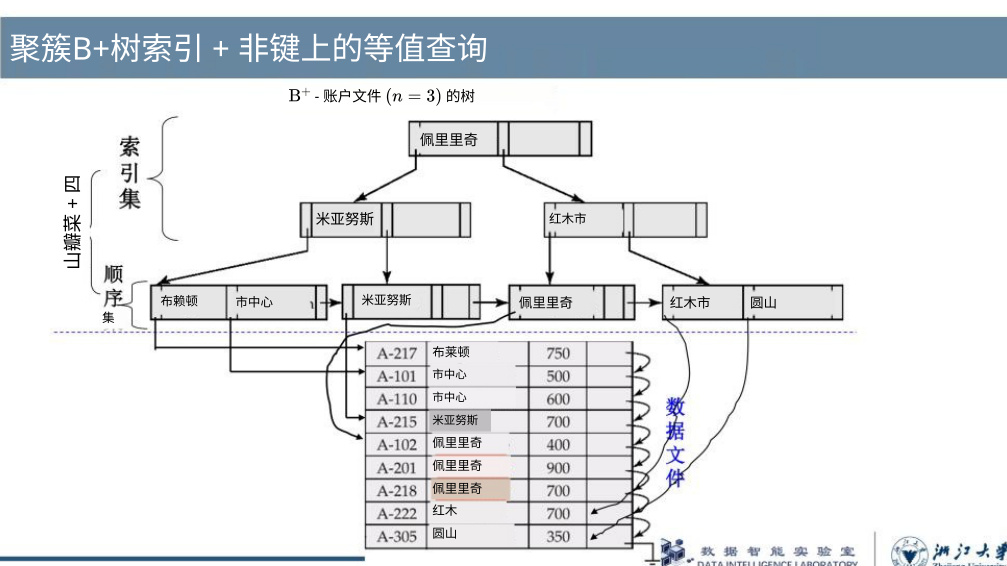 聚簇B+树索引 + 非键上的等值查询
B+ - 账户文件 (n = 3) 的树
索引集
山瓣菜 + 四
顺序集
佩里里奇
米亚努斯
红木市
布赖顿 市中心
米亚努斯
佩里里奇
红木市 圆山
A-217 布莱顿 750
A-101 市中心 500
A-110 市中心 600
A-215 米亚努斯 700
A-102 佩里里奇 400
A-201 佩里里奇 900
A-218 佩里里奇 700
A-222 红木 700
A-305 圆山 350
数据文件
数据智能实验室
DATA INTELLIGENCE LABORATORY
浙江大学